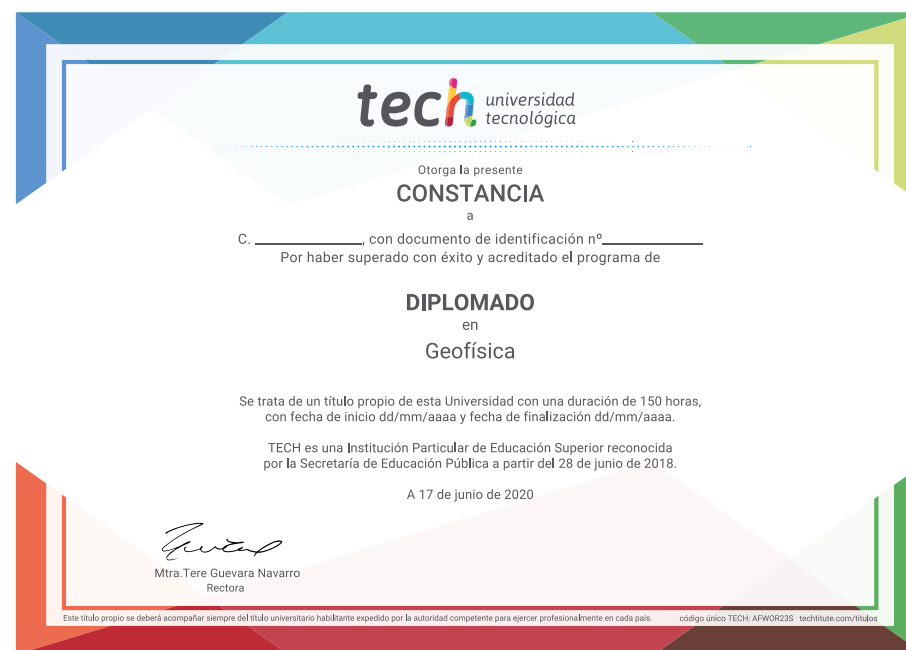 tech universidad
tecnológica
Otorga la presente
CONSTANCIA
a
C. ______________, con documento de identificación nº_____________
Por haber superado con éxito y acreditado el programa de
DIPLOMADO
en
Geofísica
Se trata de un título propio de esta Universidad con una duración de 150 horas,
con fecha de inicio dd/mm/aaaa y fecha de finalización dd/mm/aaaa.
TECH es una Institución Particular de Educación Superior reconocida
por la Secretaría de Educación Pública a partir del 28 de junio de 2018.
A 17 de junio de 2020
Mtra.Tere Guevara Navarro
Rectora
Este título propio se deberá acompañar siempre del título universitario habilitante expedido por la autoridad competente para ejercer profesionalmente en cada país. código único TECH: AFWOR23S techtitute.com/titulos